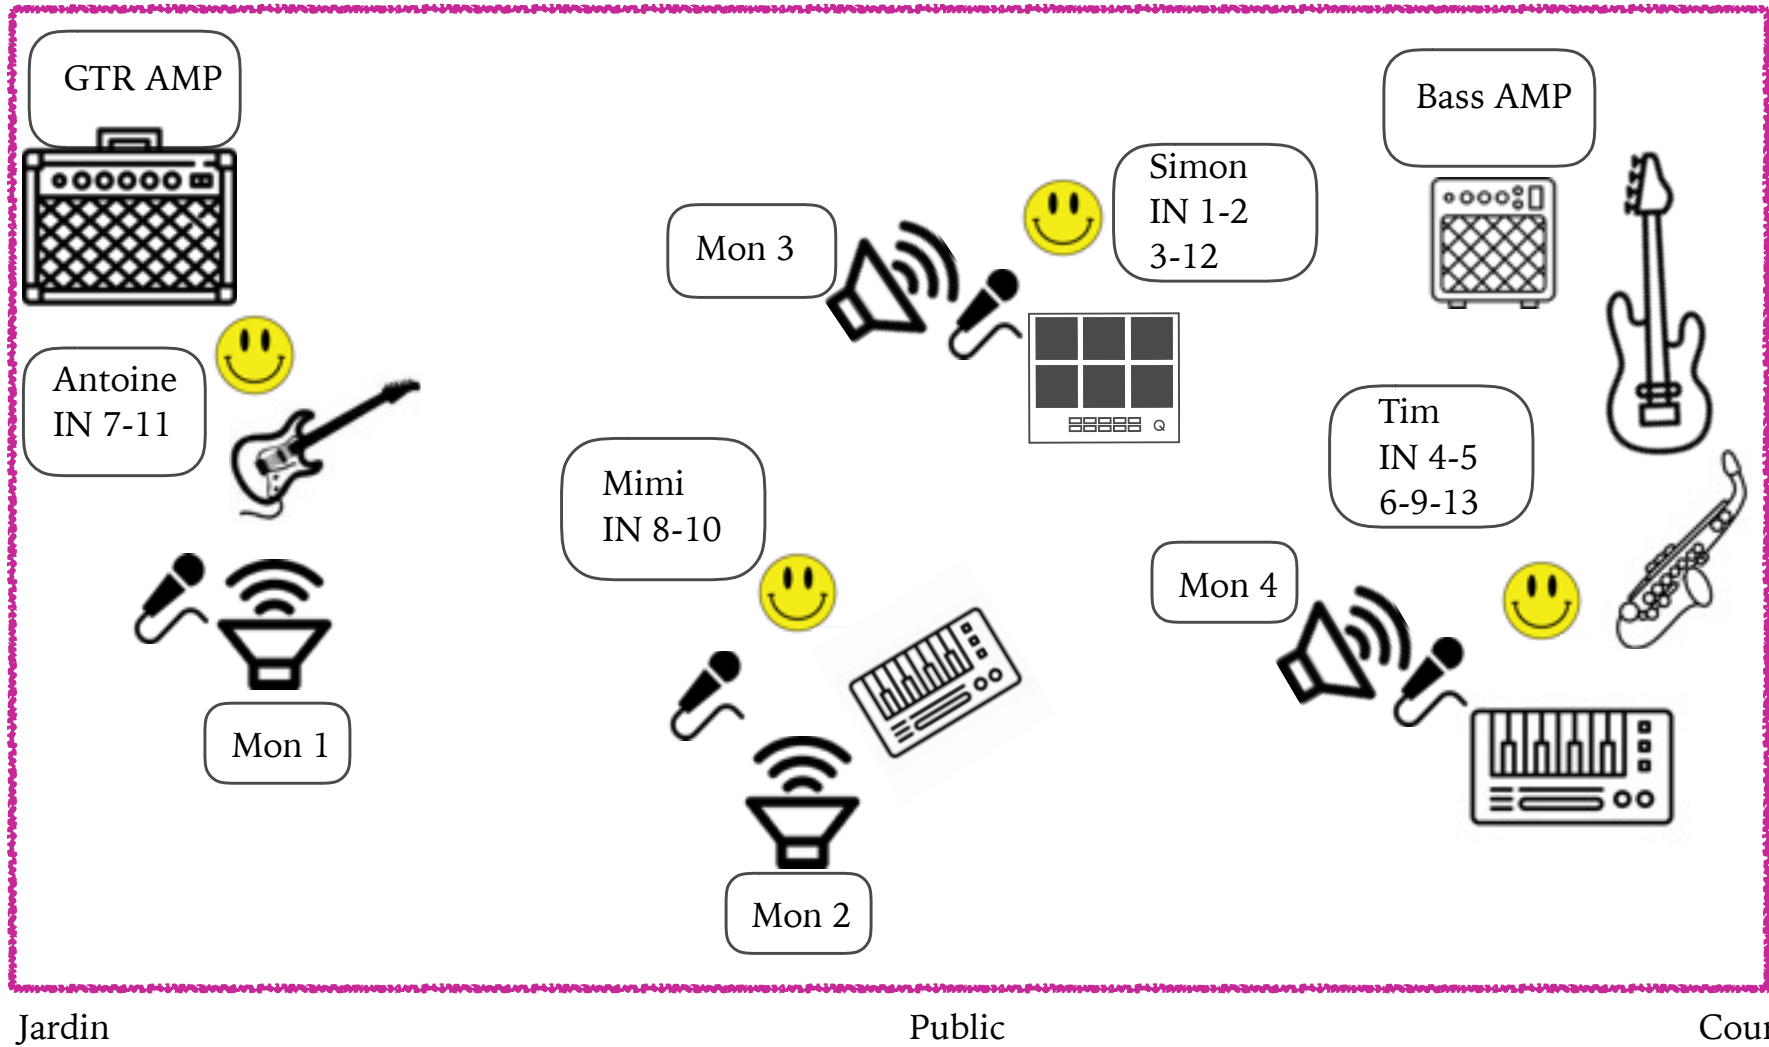 GTR AMP
Bass AMP
Simon
IN 1-2
3-12
Mon 3
Antoine
IN 7-11
Tim
IN 4-5
6-9-13
Mimi
IN 8-10
Mon 4
Mon 1
Mon 2
Q
Jardin
Public
Cour